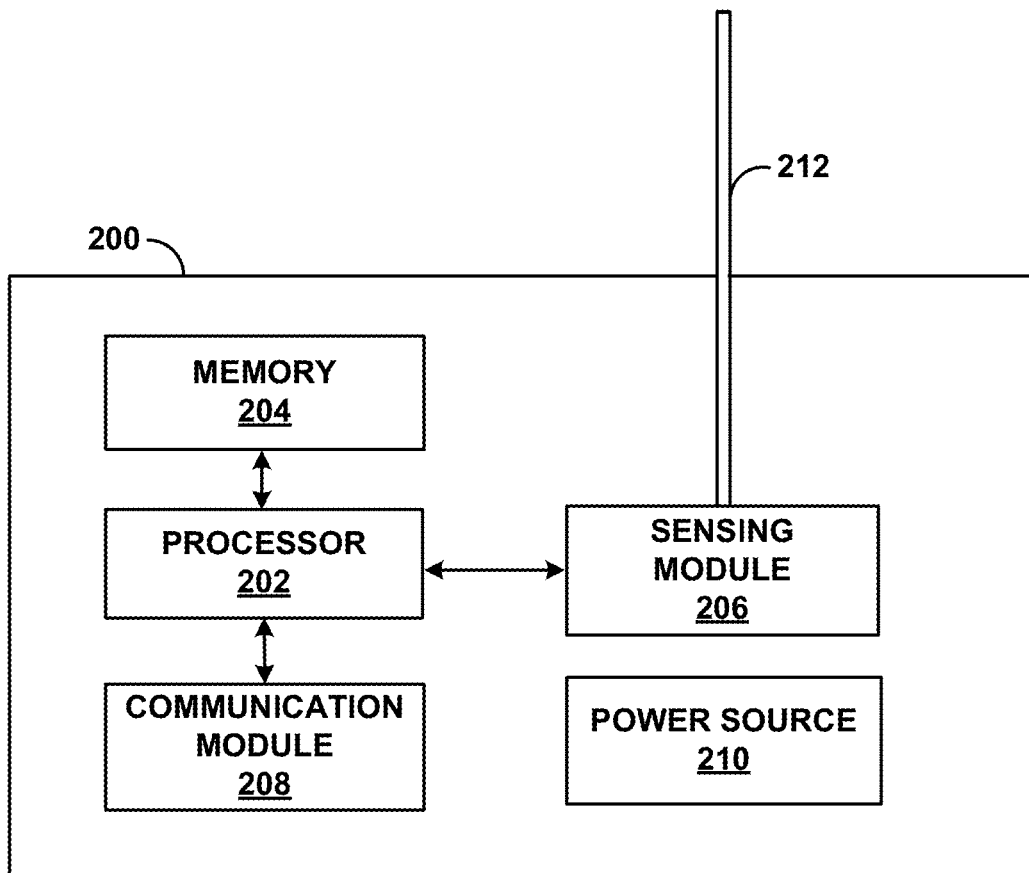 212
200
MEMORY
204
PROCESSOR
202
SENSING
MODULE
206
COMMUNICATION
MODULE
208
POWER SOURCE
210